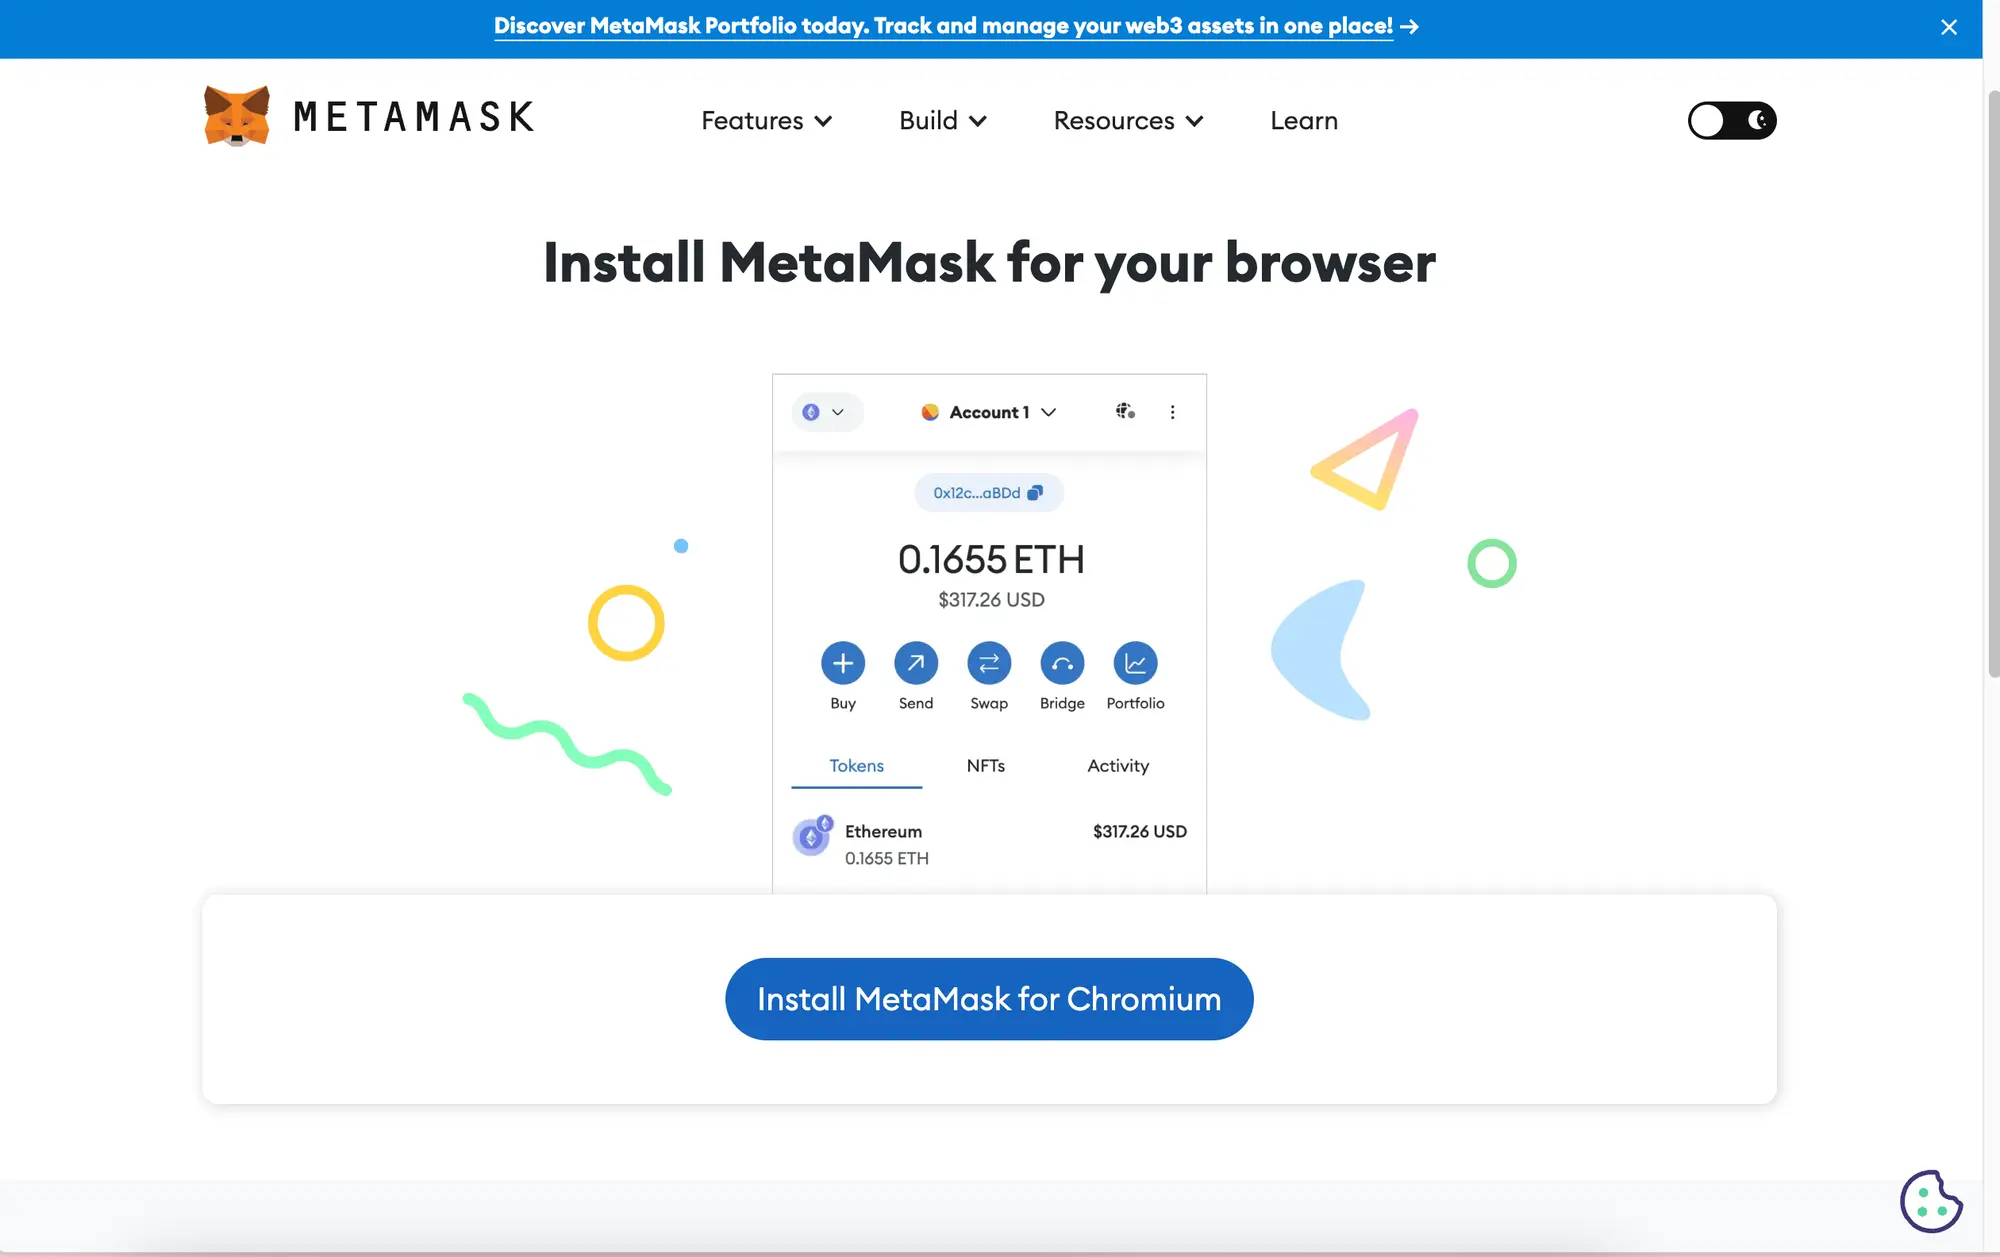 Discover MetaMask Portfolio today. Track and manage your web3 assets in one place! →
METAMASK
Features
Build
Resources
Learn
Install MetaMask for your browser
Account 1
0x12c...aBDd
0.1655 ETH
$317.26 USD
Buy
Send
Swap
Bridge
Portfolio
Tokens
NFTs
Activity
Ethereum
$317.26 USD
0.1655 ETH
Install MetaMask for Chromium